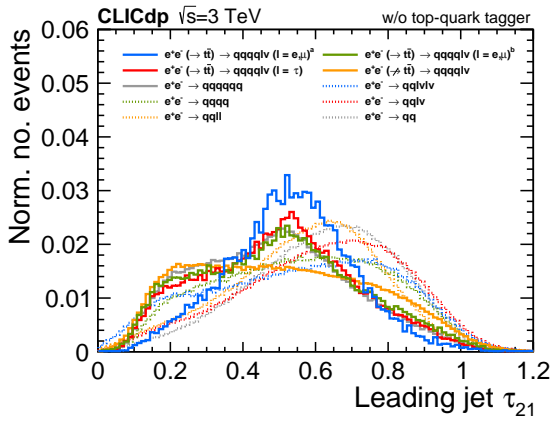 CLICdp √s=3 TeV w/o top-quark tagger
e⁺e⁻ (→ tt̄) → qqqqlν (l = e,μ)ᵃ
e⁺e⁻ (→ tt̄) → qqqqlν (l = e,μ)ᵇ
e⁺e⁻ (→ tt̄) → qqqqlν (l = τ)
e⁺e⁻ (↛ tt̄) → qqqqlν
e⁺e⁻ → qqqqqq
e⁺e⁻ → qqlνlν
e⁺e⁻ → qqqq
e⁺e⁻ → qqlν
e⁺e⁻ → qqll
e⁺e⁻ → qq
Norm. no. events
0.06
0.05
0.04
0.03
0.02
0.01
0
0 0.2 0.4 0.6 0.8 1 1.2
Leading jet τ₂₁